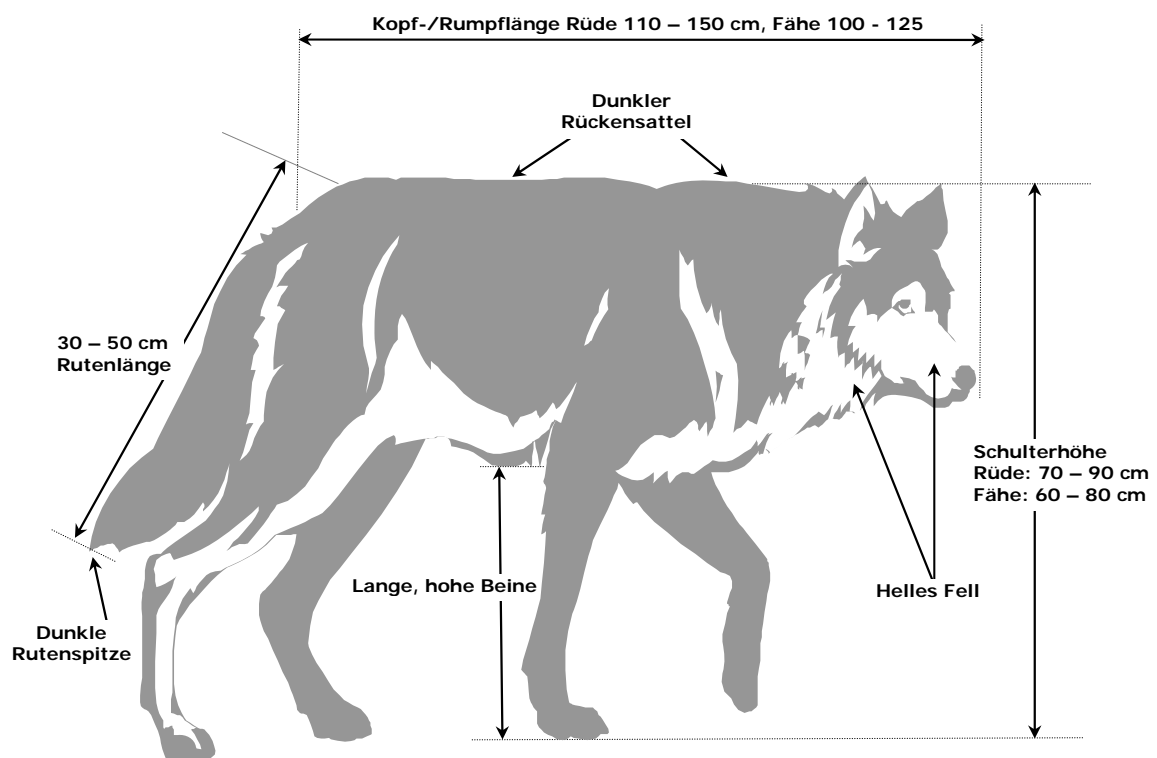 Kopf-/Rumpflänge Rüde 110 – 150 cm, Fähe 100 - 125
Dunkler
Rückensattel
30 – 50 cm
Rutenlänge
Schulterhöhe
Rüde: 70 – 90 cm
Fähe: 60 – 80 cm
Lange, hohe Beine
Helles Fell
Dunkle
Rutenspitze